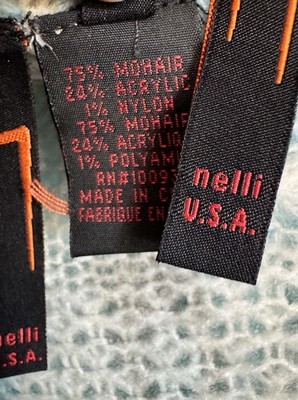 75% MOHAIR
24% ACRYLIC
1% NYLON
75% MOHAIR
24% ACRYLIQ
1% POLYAM
RN#1009
MADE IN C
FABRIQUE EN
nelli
U.S.A.
nelli
.S.A.